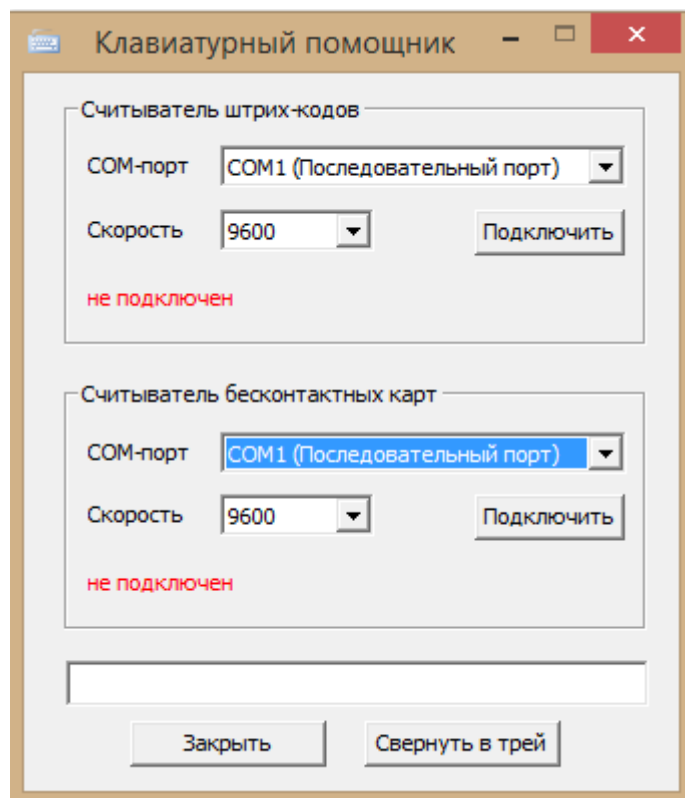 Клавиатурный помощник
Считыватель штрих-кодов
COM-порт COM1 (Последовательный порт)
Скорость 9600 Подключить
не подключен
Считыватель бесконтактных карт
COM-порт COM1 (Последовательный порт)
Скорость 9600 Подключить
не подключен
Закрыть Свернуть в трей